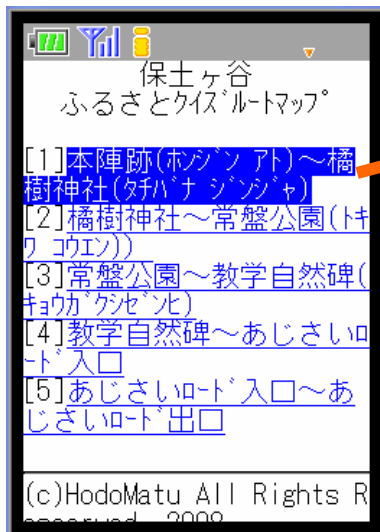 保土ヶ谷
ふるさとｸｲｽﾞﾙｰﾄﾏｯﾌﾟ
[1]本陣跡(ﾎﾝｼﾞﾝ ｱﾄ)～橘
樹神社(ﾀﾁﾊﾞﾅ ｼﾞﾝｼﾞｬ)
[2]橘樹神社～常盤公園(ﾄｷ
ﾜ ｺｳｴﾝ))
[3]常盤公園～教学自然碑(
ｷｮｳｶﾞｸｼｾﾞﾝﾋ)
[4]教学自然碑～あじさいﾛ
ｰﾄﾞ入口
[5]あじさいﾛｰﾄﾞ入口～あ
じさいﾛｰﾄﾞ出口
(c)HodoMatu All Rights R